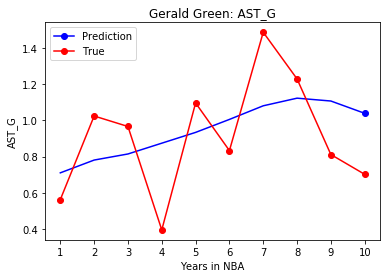 Gerald Green: AST_G
Prediction
True
AST_G
1.4
1.2
1.0
0.8
0.6
0.4
1 2 3 4 5 6 7 8 9 10
Years in NBA